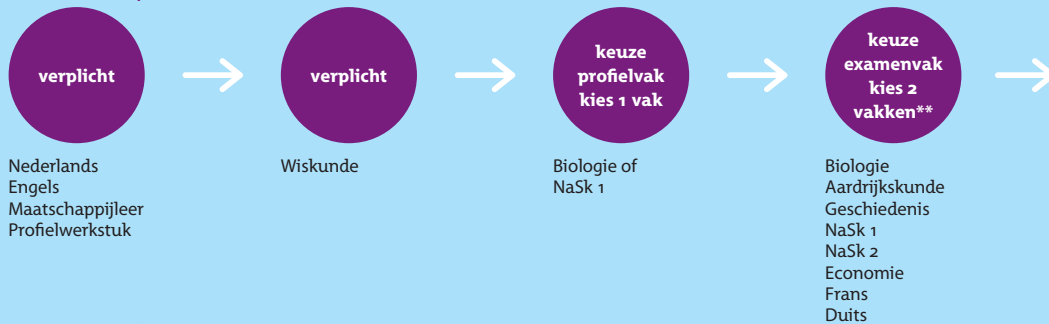 verplicht
Nederlands
Engels
Maatschappijleer
Profielwerkstuk
verplicht
Wiskunde
keuze
profielvak
kies 1 vak
Biologie of
NaSk 1
keuze
examenvak
kies 2
vakken**
Biologie
Aardrijkskunde
Geschiedenis
NaSk 1
NaSk 2
Economie
Frans
Duits